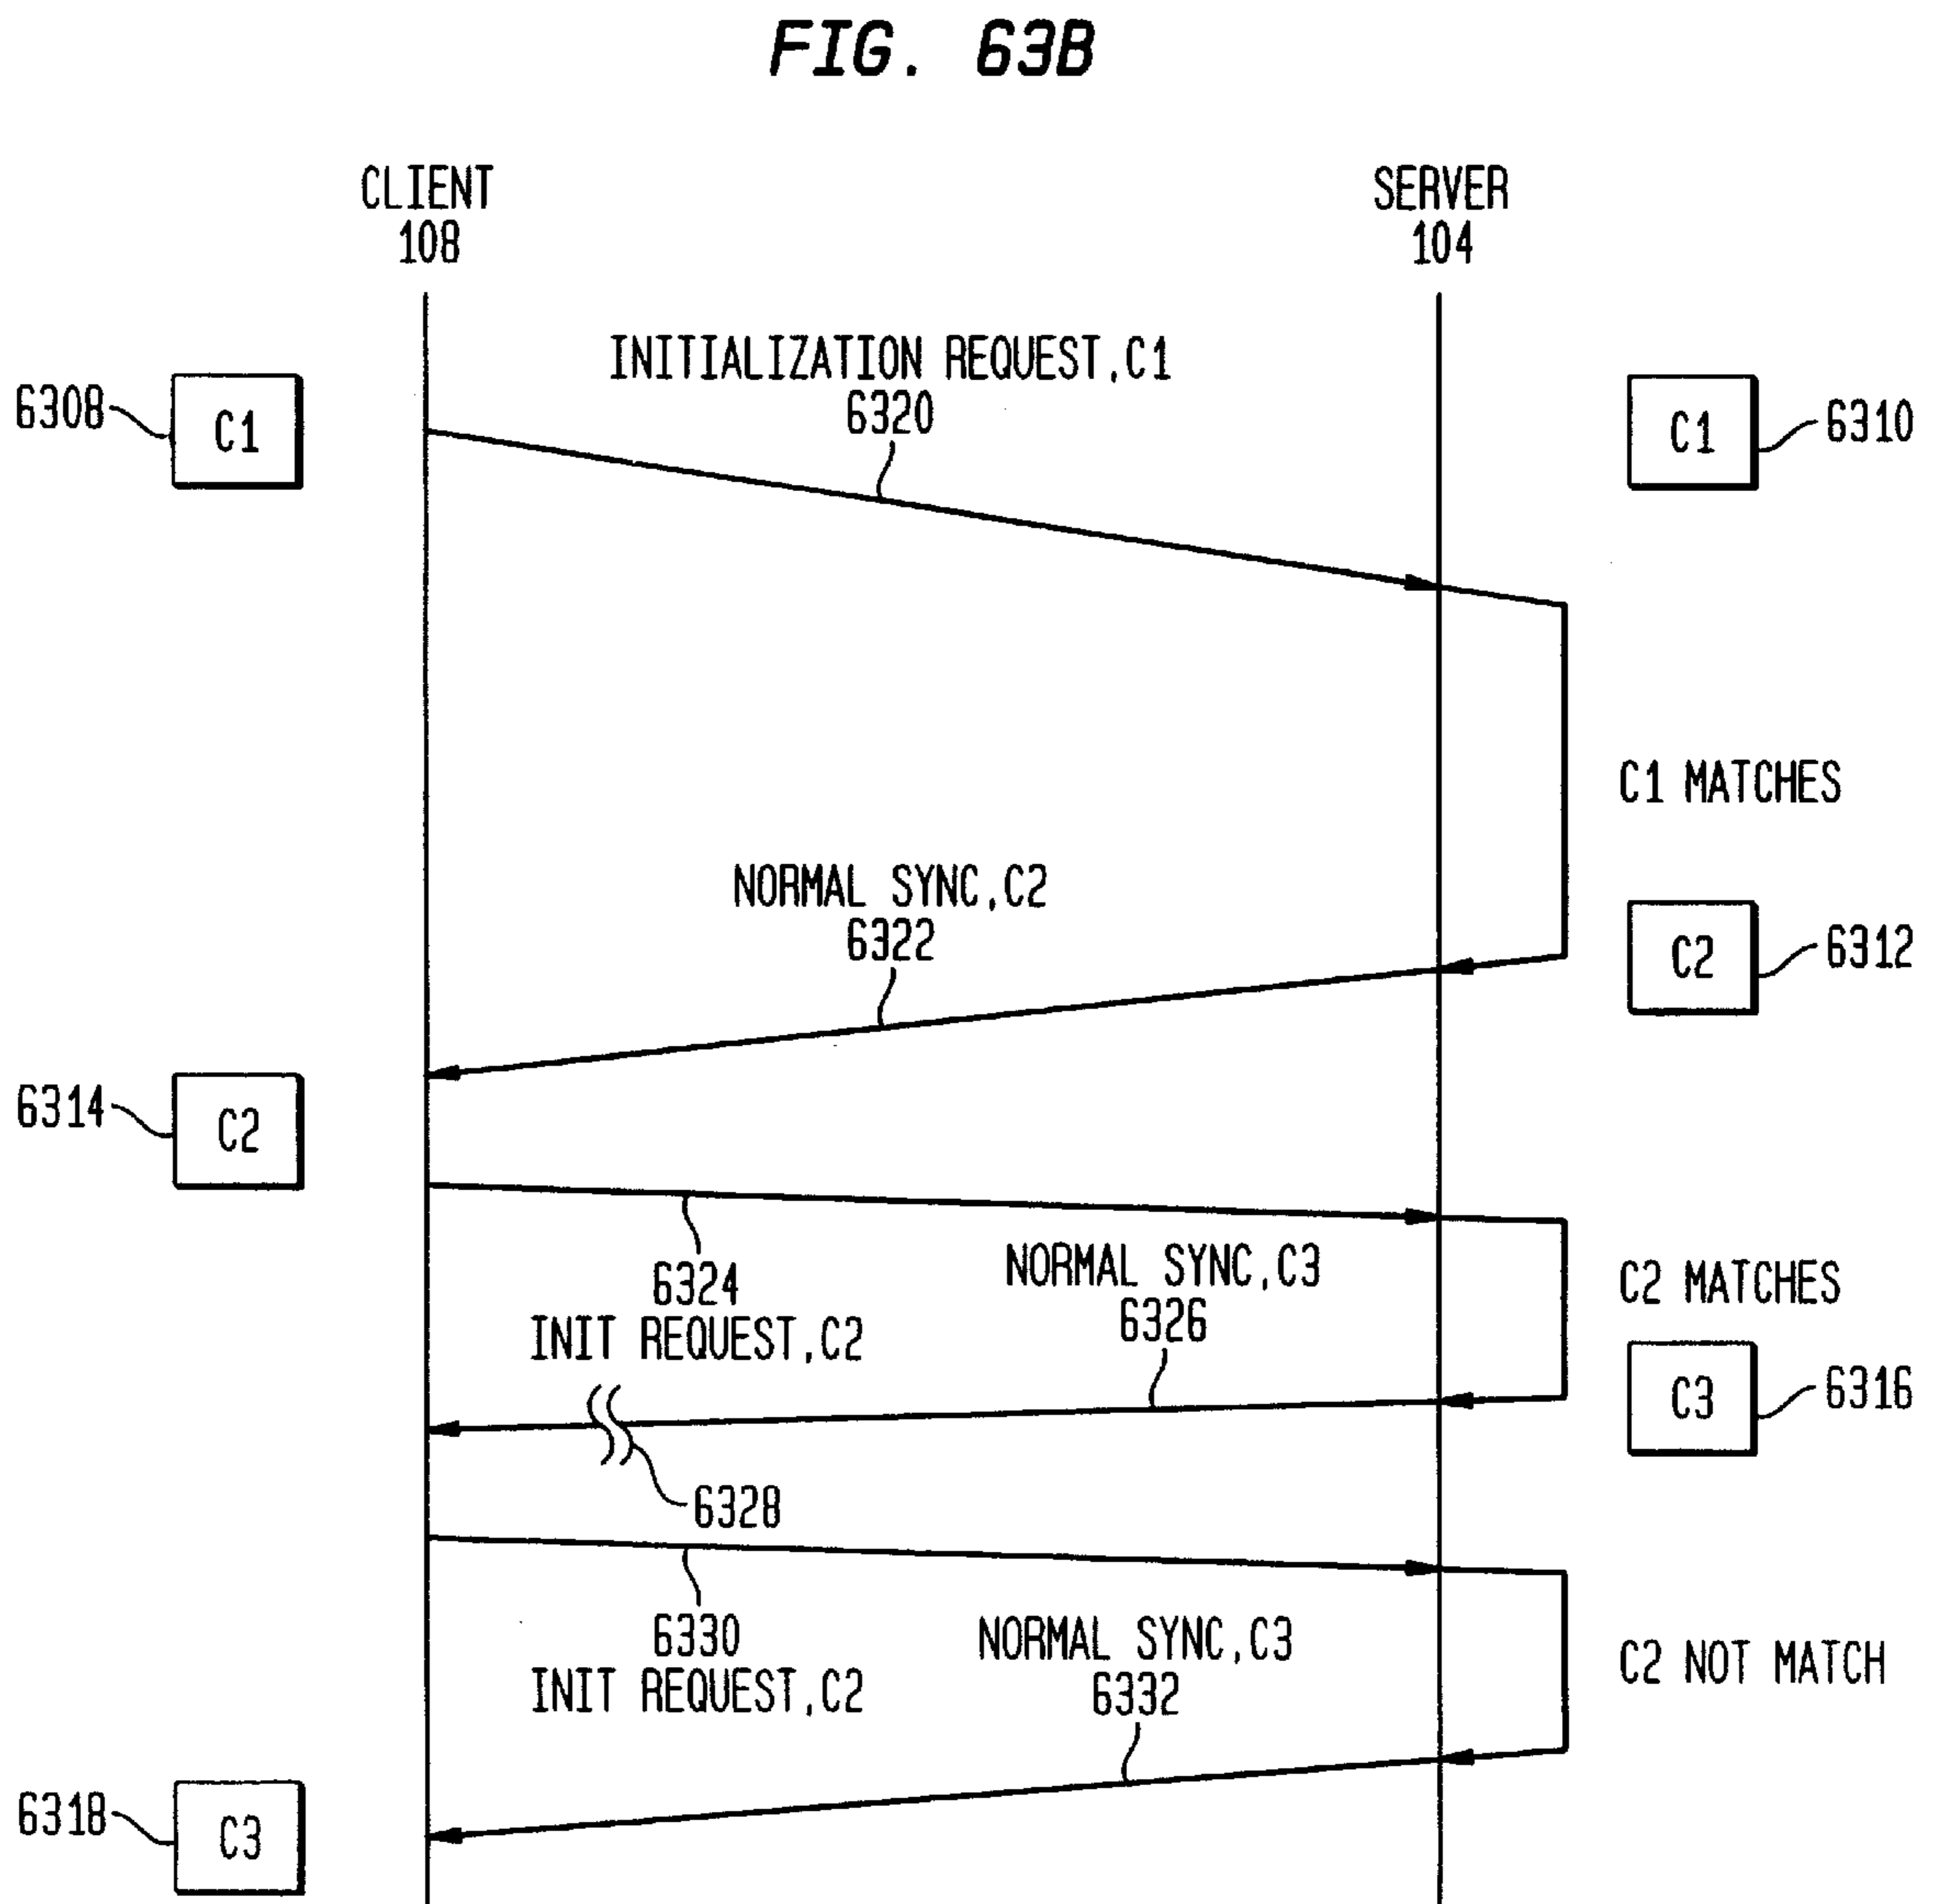 FIG. 63B
CLIENT
108
SERVER
104
INITIALIZATION REQUEST,C1
6320
6308
C1
C1
6310
C1 MATCHES
NORMAL SYNC,C2
6322
C2
6312
6314
C2
6324
INIT REQUEST,C2
NORMAL SYNC,C3
6326
C2 MATCHES
C3
6316
6328
6330
INIT REQUEST,C2
NORMAL SYNC,C3
6332
C2 NOT MATCH
6318
C3